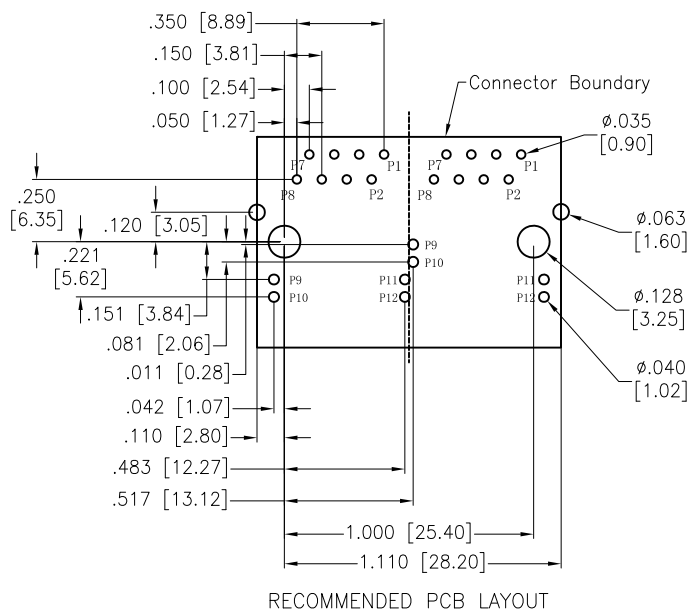 .350 [8.89]
.150 [3.81]
.100 [2.54]
.050 [1.27]
Connector Boundary
ø.035
[0.90]
P7
P1
P7
P1
P8
P2
P8
P2
.250
[6.35]
.120 [3.05]
ø.063
[1.60]
.221
[5.62]
P9
P10
P9
P10
P11
P12
P11
P12
ø.128
[3.25]
.151 [3.84]
.081 [2.06]
.011 [0.28]
ø.040
[1.02]
.042 [1.07]
.110 [2.80]
.483 [12.27]
.517 [13.12]
1.000 [25.40]
1.110 [28.20]
RECOMMENDED PCB LAYOUT